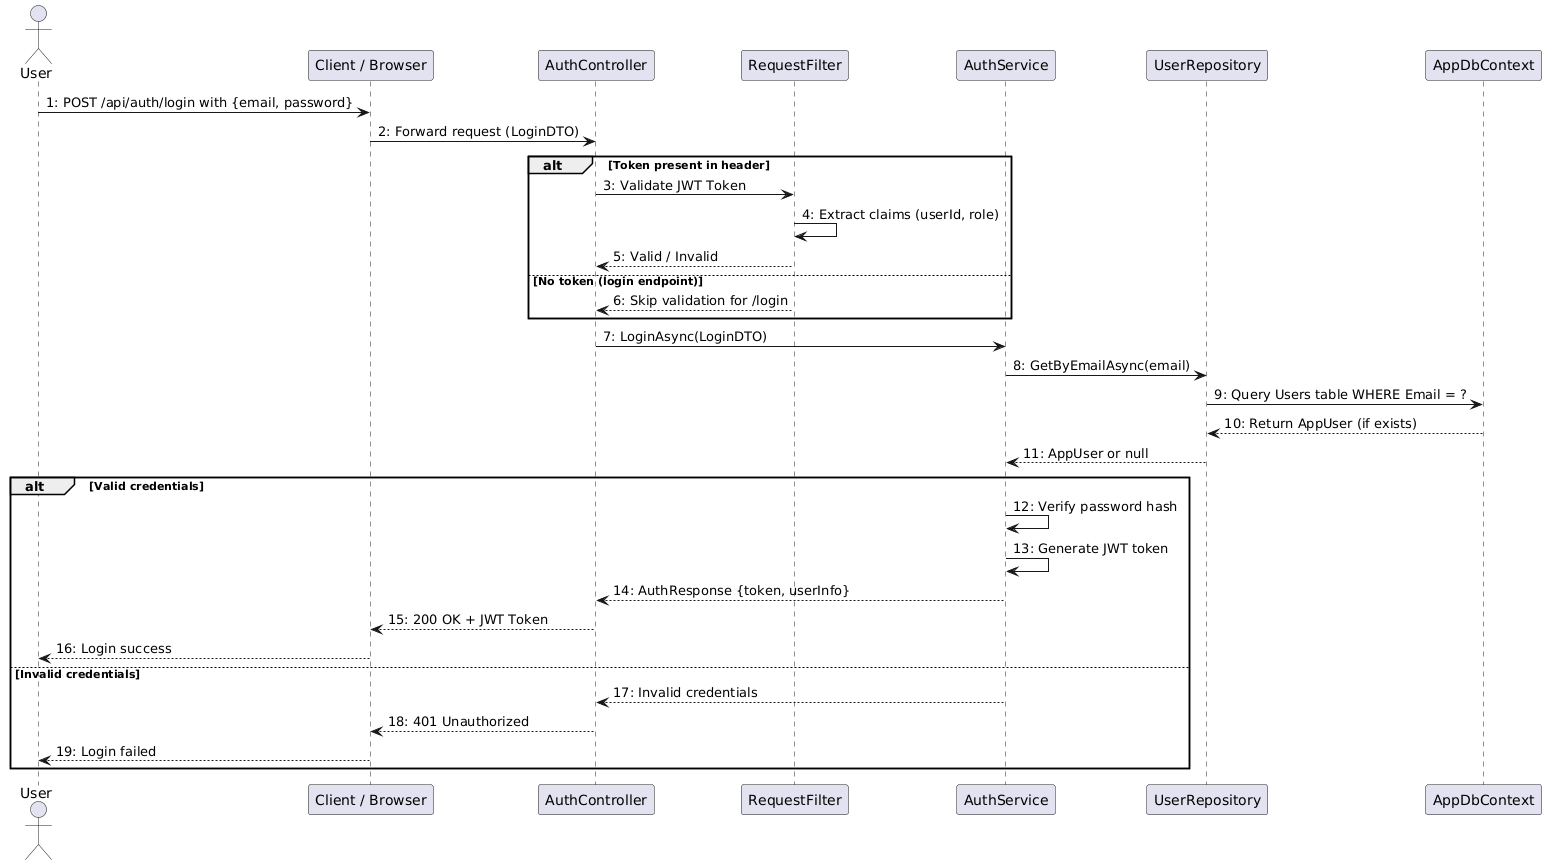 User
Client / Browser
AuthController
RequestFilter
AuthService
UserRepository
AppDbContext
1: POST /api/auth/login with {email, password}
2: Forward request (LoginDTO)
alt
[Token present in header]
3: Validate JWT Token
4: Extract claims (userId, role)
5: Valid / Invalid
[No token (login endpoint)]
6: Skip validation for /login
7: LoginAsync(LoginDTO)
8: GetByEmailAsync(email)
9: Query Users table WHERE Email = ?
10: Return AppUser (if exists)
11: AppUser or null
alt
[Valid credentials]
12: Verify password hash
13: Generate JWT token
14: AuthResponse {token, userInfo}
15: 200 OK + JWT Token
16: Login success
[Invalid credentials]
17: Invalid credentials
18: 401 Unauthorized
19: Login failed
User
Client / Browser
AuthController
RequestFilter
AuthService
UserRepository
AppDbContext